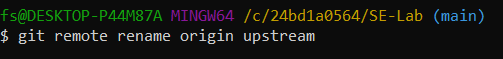 fs@DESKTOP-P44M87A MINGW64 /c/24bd1a0564/SE-Lab (main)
$ git remote rename origin upstream